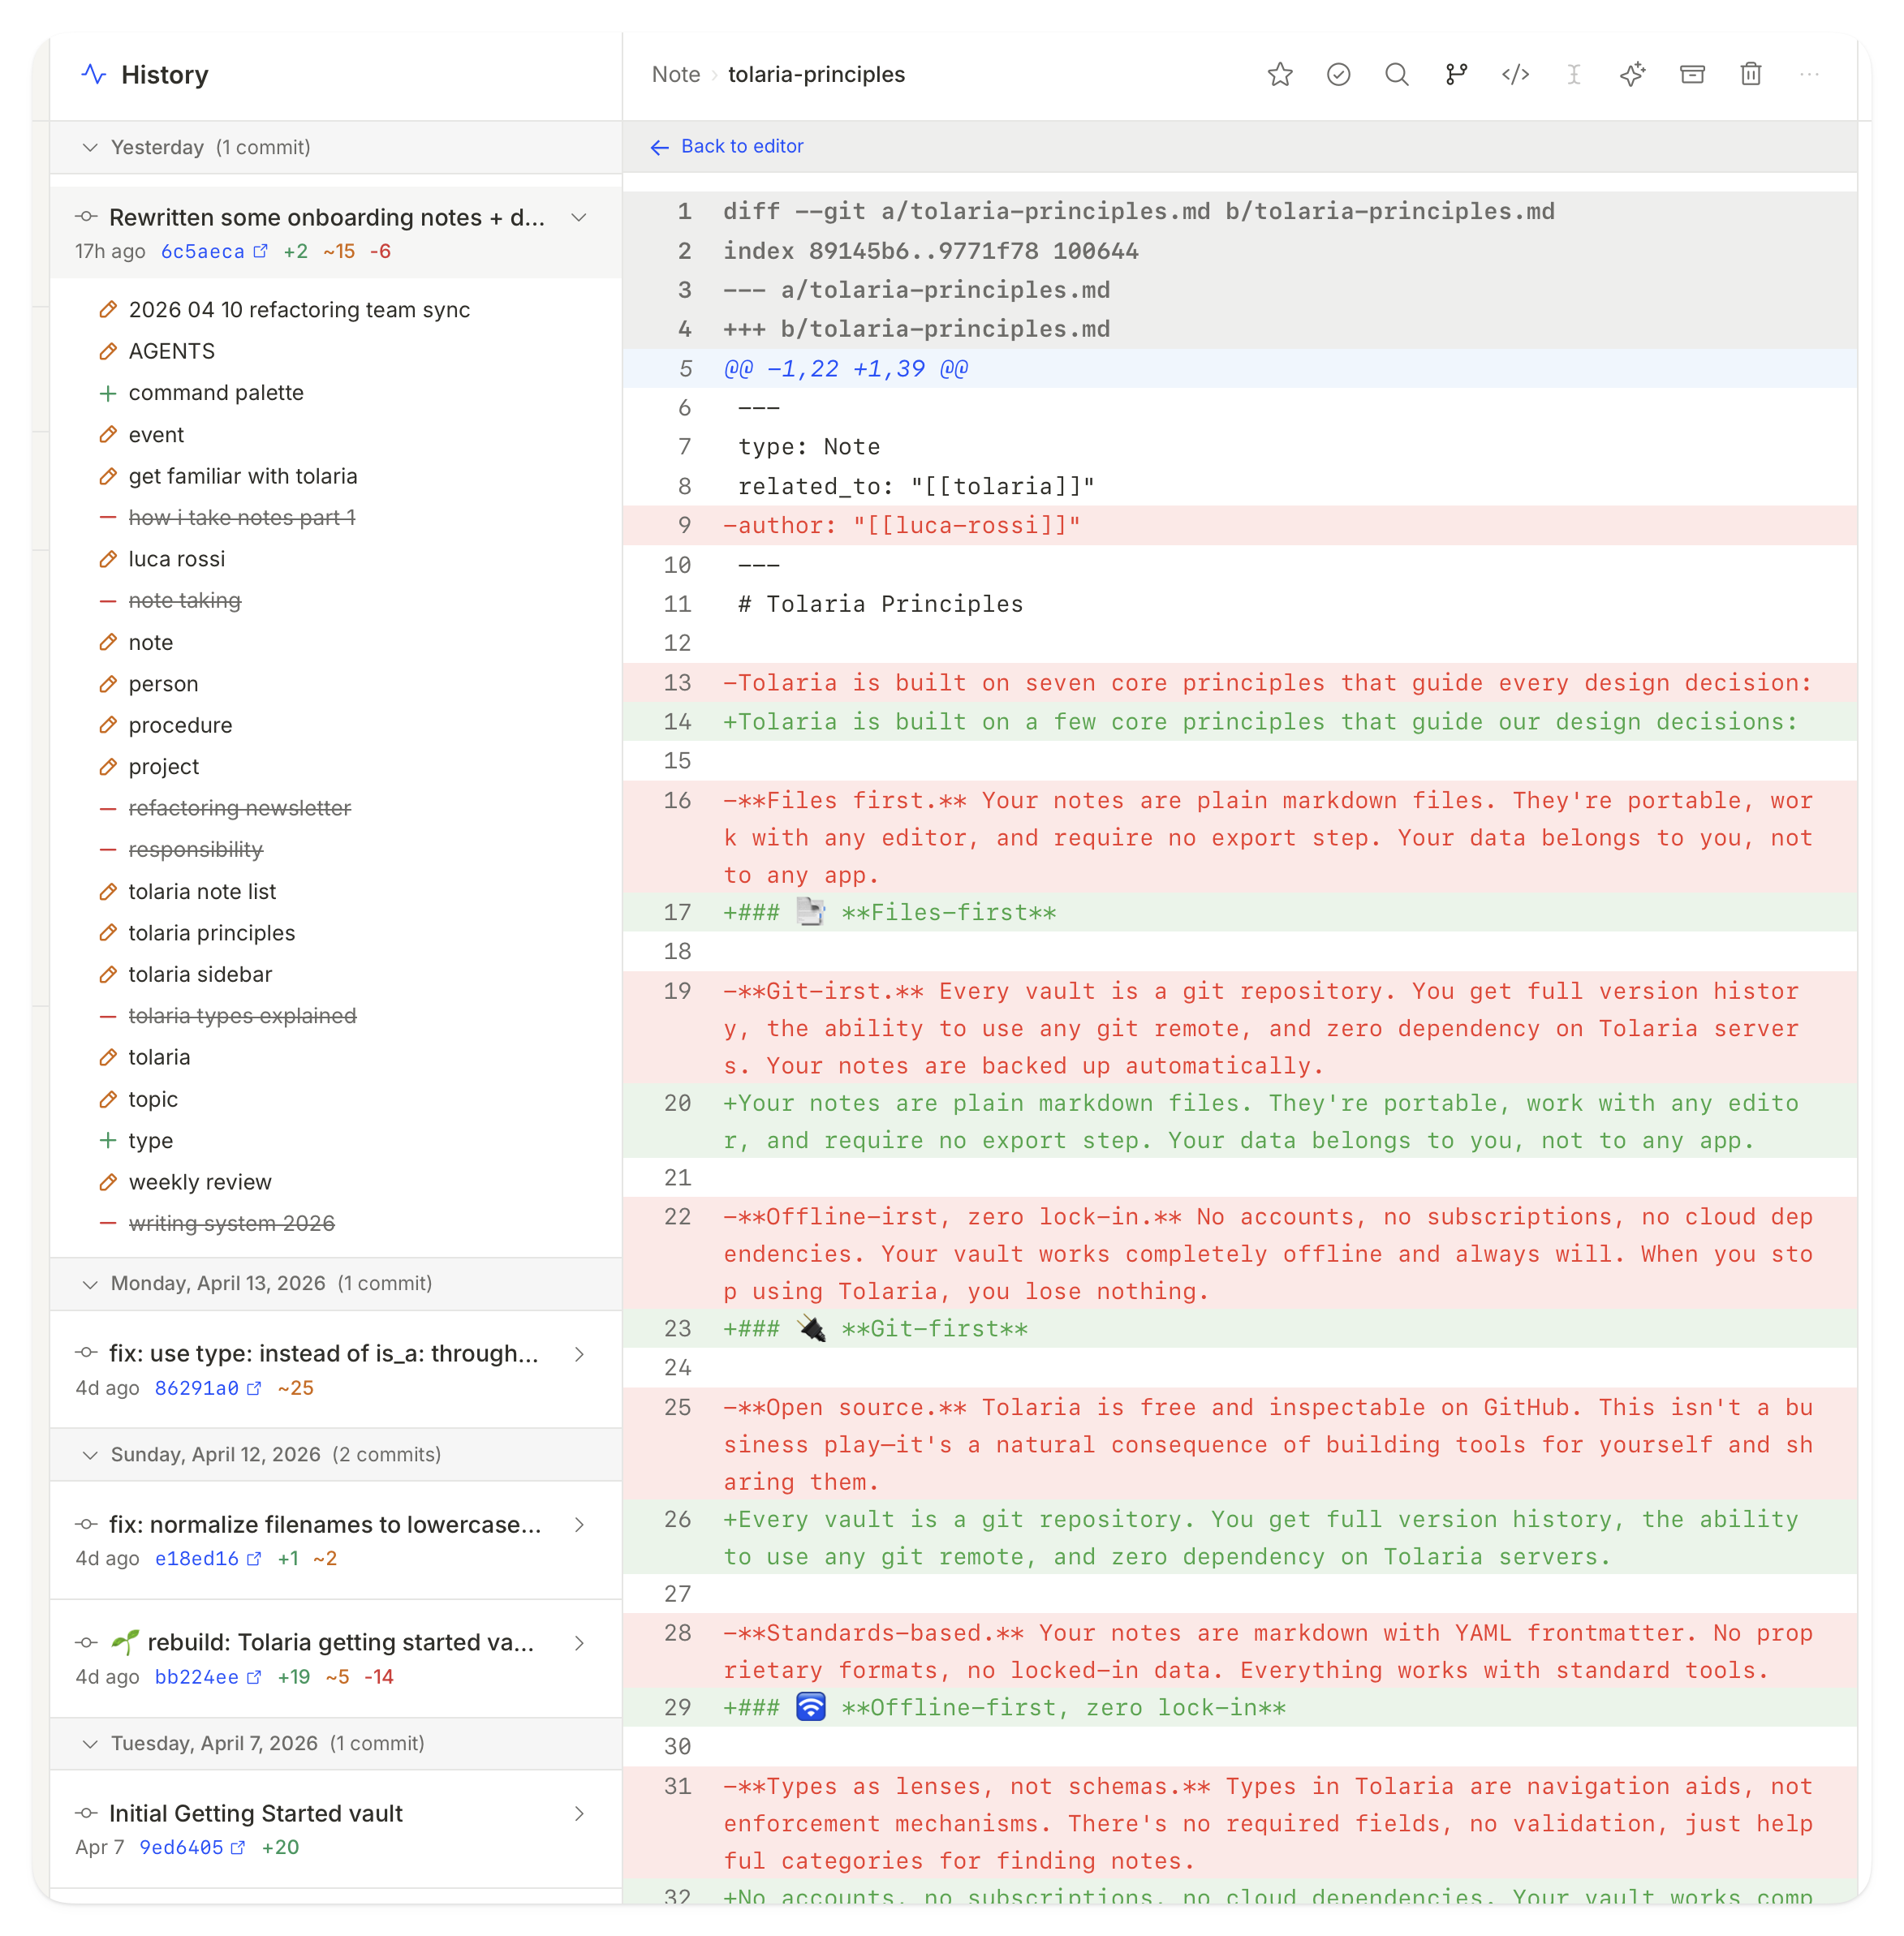 History
Yesterday (1 commit)
Rewritten some onboarding notes + d...
17h ago 6c5aeca +2 ~15 -6
2026 04 10 refactoring team sync
AGENTS
+ command palette
event
get familiar with tolaria
— how i take notes part 1
luca rossi
— note taking
note
person
procedure
project
— refactoring newsletter
— responsibility
tolaria note list
tolaria principles
tolaria sidebar
— tolaria types explained
tolaria
topic
+ type
weekly review
— writing system 2026
Monday, April 13, 2026 (1 commit)
fix: use type: instead of is_a: through...
4d ago 86291a0 ~25
Sunday, April 12, 2026 (2 commits)
fix: normalize filenames to lowercase...
4d ago e18ed16 +1 ~2
🌱 rebuild: Tolaria getting started va...
4d ago bb224ee +19 ~5 -14
Tuesday, April 7, 2026 (1 commit)
Initial Getting Started vault
Apr 7 9ed6405 +20
Note › tolaria-principles
← Back to editor
1 diff --git a/tolaria-principles.md b/tolaria-principles.md
2 index 89145b6..9771f78 100644
3 --- a/tolaria-principles.md
4 +++ b/tolaria-principles.md
5 @@ -1,22 +1,39 @@
6 ---
7 type: Note
8 related_to: "[[tolaria]]"
9 -author: "[[luca-rossi]]"
10 ---
11 # Tolaria Principles
12
13 -Tolaria is built on seven core principles that guide every design decision:
14 +Tolaria is built on a few core principles that guide our design decisions:
15
16 -**Files first.** Your notes are plain markdown files. They're portable, wor
k with any editor, and require no export step. Your data belongs to you, not
to any app.
17 +### 📑 **Files-first**
18
19 -**Git-irst.** Every vault is a git repository. You get full version histor
y, the ability to use any git remote, and zero dependency on Tolaria server
s. Your notes are backed up automatically.
20 +Your notes are plain markdown files. They're portable, work with any edito
r, and require no export step. Your data belongs to you, not to any app.
21
22 -**Offline-irst, zero lock-in.** No accounts, no subscriptions, no cloud dep
endencies. Your vault works completely offline and always will. When you sto
p using Tolaria, you lose nothing.
23 +### 🔌 **Git-first**
24
25 -**Open source.** Tolaria is free and inspectable on GitHub. This isn't a bu
siness play—it's a natural consequence of building tools for yourself and sh
aring them.
26 +Every vault is a git repository. You get full version history, the ability
to use any git remote, and zero dependency on Tolaria servers.
27
28 -**Standards-based.** Your notes are markdown with YAML frontmatter. No prop
rietary formats, no locked-in data. Everything works with standard tools.
29 +### 🛜 **Offline-first, zero lock-in**
30
31 -**Types as lenses, not schemas.** Types in Tolaria are navigation aids, not
enforcement mechanisms. There's no required fields, no validation, just help
ful categories for finding notes.
32 +No accounts, no subscriptions, no cloud dependencies. Your vault works comp